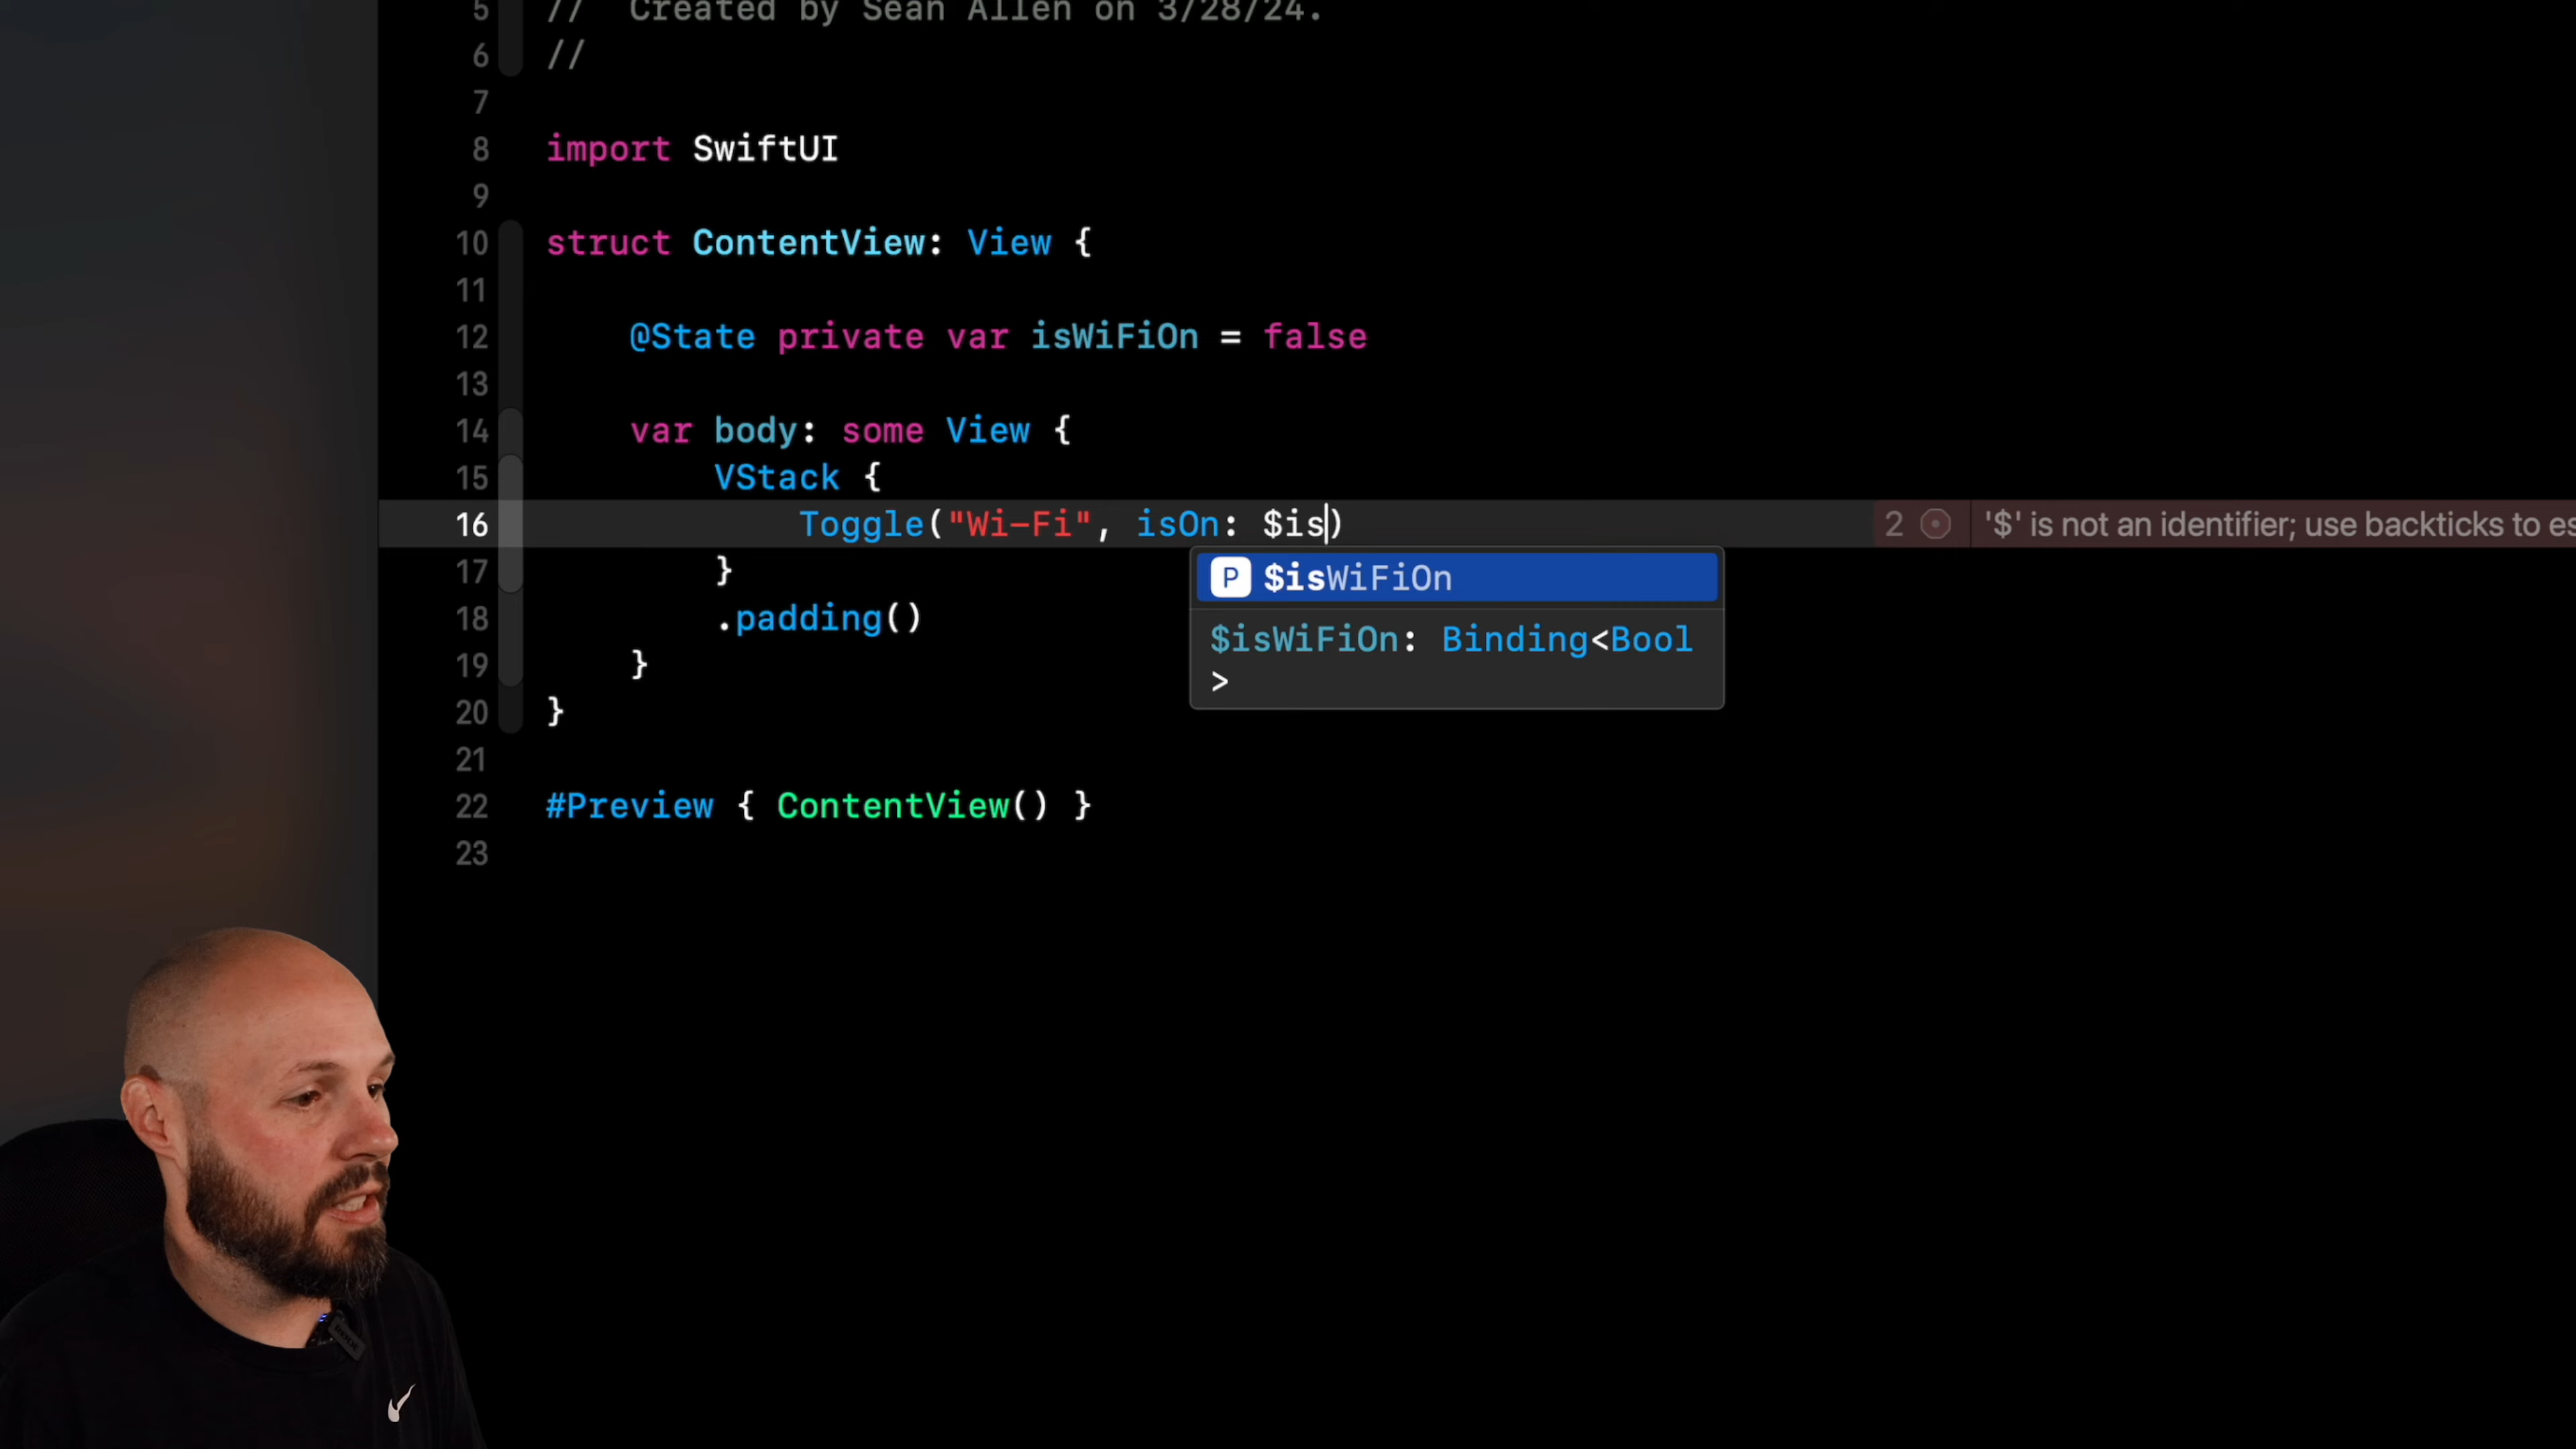 5 // Created by Sean Allen on 3/28/24.
6 //
7
8 import SwiftUI
9
10 struct ContentView: View {
11
12 @State private var isWiFiOn = false
13
14 var body: some View {
15 VStack {
16 Toggle("Wi-Fi", isOn: $is) 2 '$' is not an identifier; use backticks to es
P $isWiFiOn
17 }
18 .padding()
$isWiFiOn: Binding<Bool
>
19 }
20 }
21
22 #Preview { ContentView() }
23